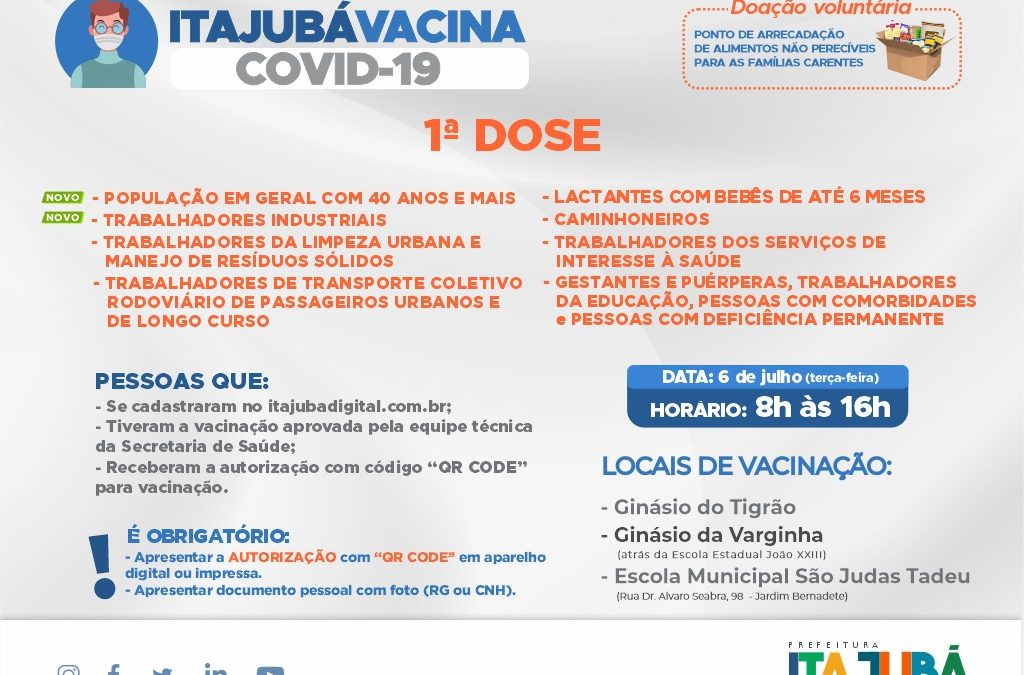 ITAJUBÁVACINA
COVID-19
Doação voluntária
PONTO DE ARRECADAÇÃO
DE ALIMENTOS NÃO PERECÍVEIS
PARA AS FAMÍLIAS CARENTES
1ª DOSE
NOVO - POPULAÇÃO EM GERAL COM 40 ANOS E MAIS
NOVO - TRABALHADORES INDUSTRIAIS
- TRABALHADORES DA LIMPEZA URBANA E
MANEJO DE RESÍDUOS SÓLIDOS
- TRABALHADORES DE TRANSPORTE COLETIVO
RODOVIÁRIO DE PASSAGEIROS URBANOS E
DE LONGO CURSO
- LACTANTES COM BEBÊS DE ATÉ 6 MESES
- CAMINHONEIROS
- TRABALHADORES DOS SERVIÇOS DE
INTERESSE À SAÚDE
- GESTANTES E PUÉRPERAS, TRABALHADORES
DA EDUCAÇÃO, PESSOAS COM COMORBIDADES
e PESSOAS COM DEFICIÊNCIA PERMANENTE
PESSOAS QUE:
- Se cadastraram no itajubadigital.com.br;
- Tiveram a vacinação aprovada pela equipe técnica
da Secretaria de Saúde;
- Receberam a autorização com código “QR CODE”
para vacinação.
É OBRIGATÓRIO:
- Apresentar a AUTORIZAÇÃO com “QR CODE” em aparelho
digital ou impressa.
- Apresentar documento pessoal com foto (RG ou CNH).
DATA: 6 de julho (terça-feira)
HORÁRIO: 8h às 16h
LOCAIS DE VACINAÇÃO:
- Ginásio do Tigrão
- Ginásio da Varginha
(atrás da Escola Estadual João XXIII)
- Escola Municipal São Judas Tadeu
(Rua Dr. Alvaro Seabra, 98 - Jardim Bernadete)
PREFEITURA
ITAJUBÁ